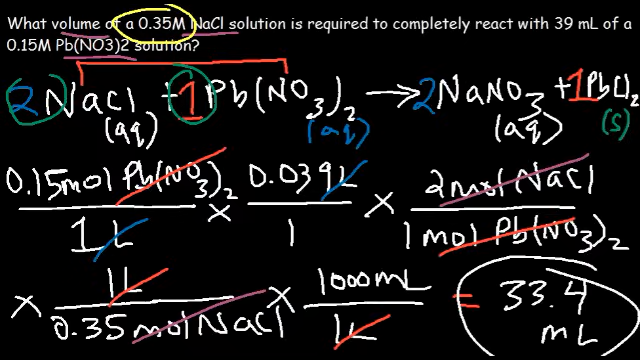 What volume of a 0.35M NaCl solution is required to completely react with 39 mL of a
0.15M Pb(NO3)2 solution?
2NaCl + 1Pb(NO₃)₂ → 2NaNO₃ + 1PbCl₂
(aq) (aq) (aq) (s)
0.15mol Pb(NO₃)₂ × 0.039L × 2mol NaCl
1L 1 1mol Pb(NO₃)₂
× 1L × 1000mL = 33.4
0.35molNaCl 1L mL